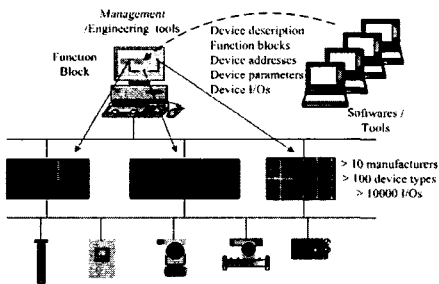 Management
/Engineering tools
Function
Block
Device description
Function blocks
Device addresses
Device parameters
Device I/Os
Softwares /
Tools
> 10 manufacturers
> 100 device types
> 10000 I/Os